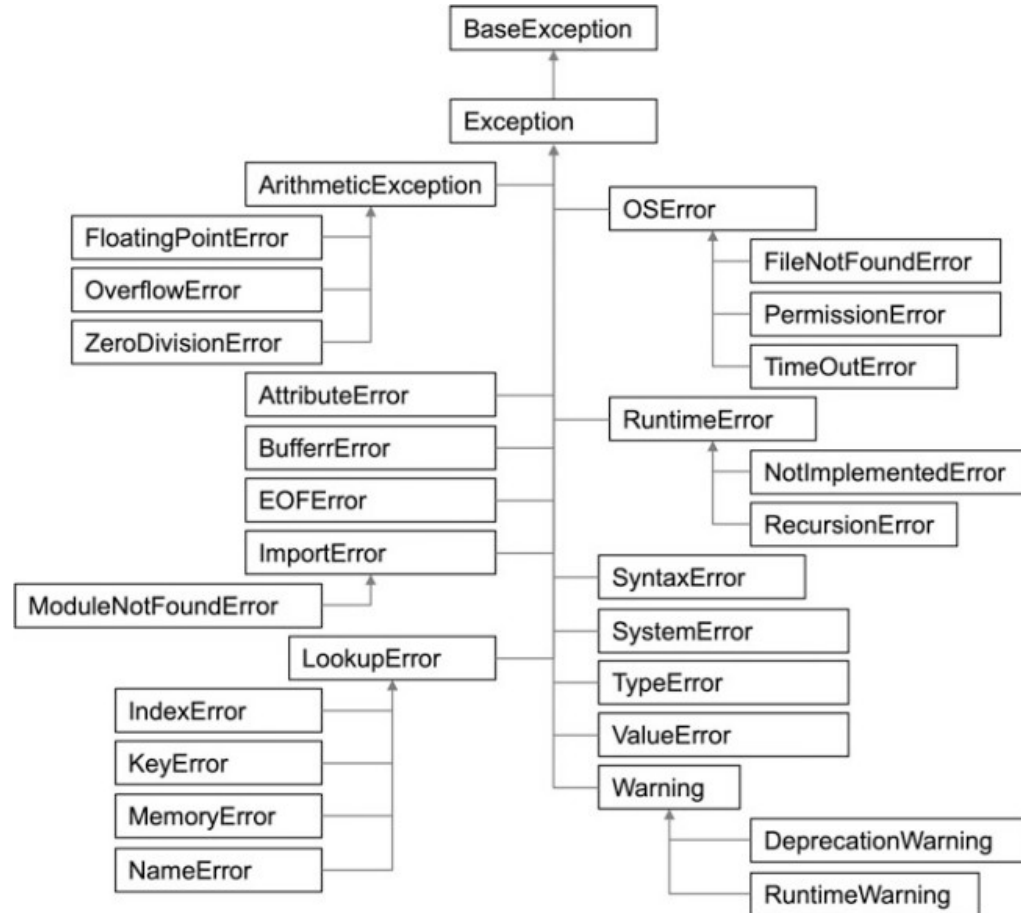 BaseException
Exception
ArithmeticException
FloatingPointError
OverflowError
ZeroDivisionError
AttributeError
BufferrError
EOFError
ImportError
ModuleNotFoundError
LookupError
IndexError
KeyError
MemoryError
NameError
OSError
FileNotFoundError
PermissionError
TimeOutError
RuntimeError
NotImplementedError
RecursionError
SyntaxError
SystemError
TypeError
ValueError
Warning
DeprecationWarning
RuntimeWarning